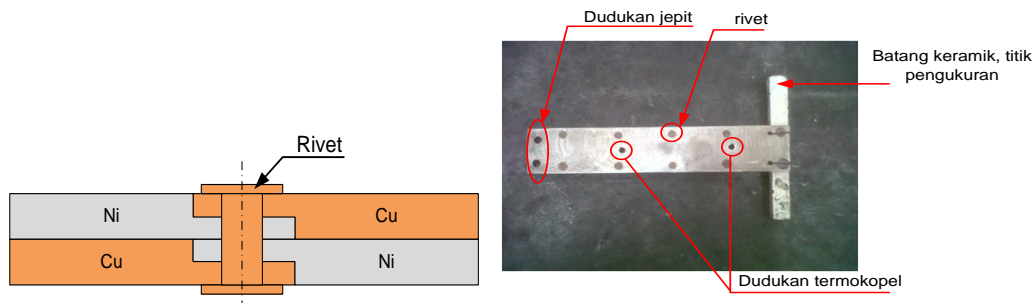 Dudukan jepit
rivet
Batang keramik, titik
pengukuran
Rivet
Ni
Cu
Cu
Ni
Dudukan termokopel